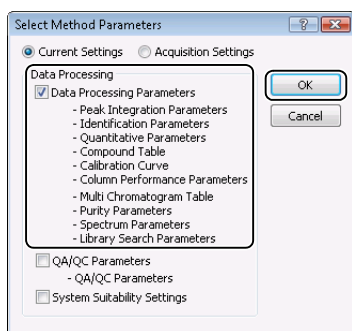 Select Method Parameters
Current Settings Acquisition Settings
Data Processing
Data Processing Parameters
- Peak Integration Parameters
- Identification Parameters
- Quantitative Parameters
- Compound Table
- Calibration Curve
- Column Performance Parameters
- Multi Chromatogram Table
- Purity Parameters
- Spectrum Parameters
- Library Search Parameters
QA/QC Parameters
- QA/QC Parameters
System Suitability Settings
OK
Cancel